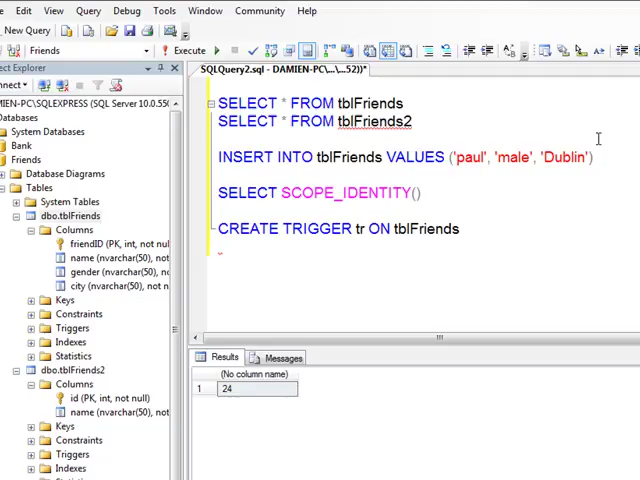 Edit View Query Debug Tools Window Community Help
New Query
Friends Execute
ct Explorer
onnect
SQLQuery2.sql - DAMIEN-PC\...\...52))*
MIEN-PC\SQLEXPRESS (SQL Server 10.0.550
Databases
System Databases
Bank
Friends
Database Diagrams
Tables
System Tables
dbo.tblFriends
Columns
friendID (PK, int, not null)
name (nvarchar(50), not
gender (nvarchar(50), n
city (nvarchar(50), not n
Keys
Constraints
Triggers
Indexes
Statistics
dbo.tblFriends2
Columns
id (PK, int, not null)
name (nvarchar(50), not
Keys
Constraints
Triggers
Indexes
SELECT * FROM tblFriends
SELECT * FROM tblFriends2
INSERT INTO tblFriends VALUES ('paul', 'male', 'Dublin')
SELECT SCOPE_IDENTITY()
CREATE TRIGGER tr ON tblFriends
Results Messages
(No column name)
1 24